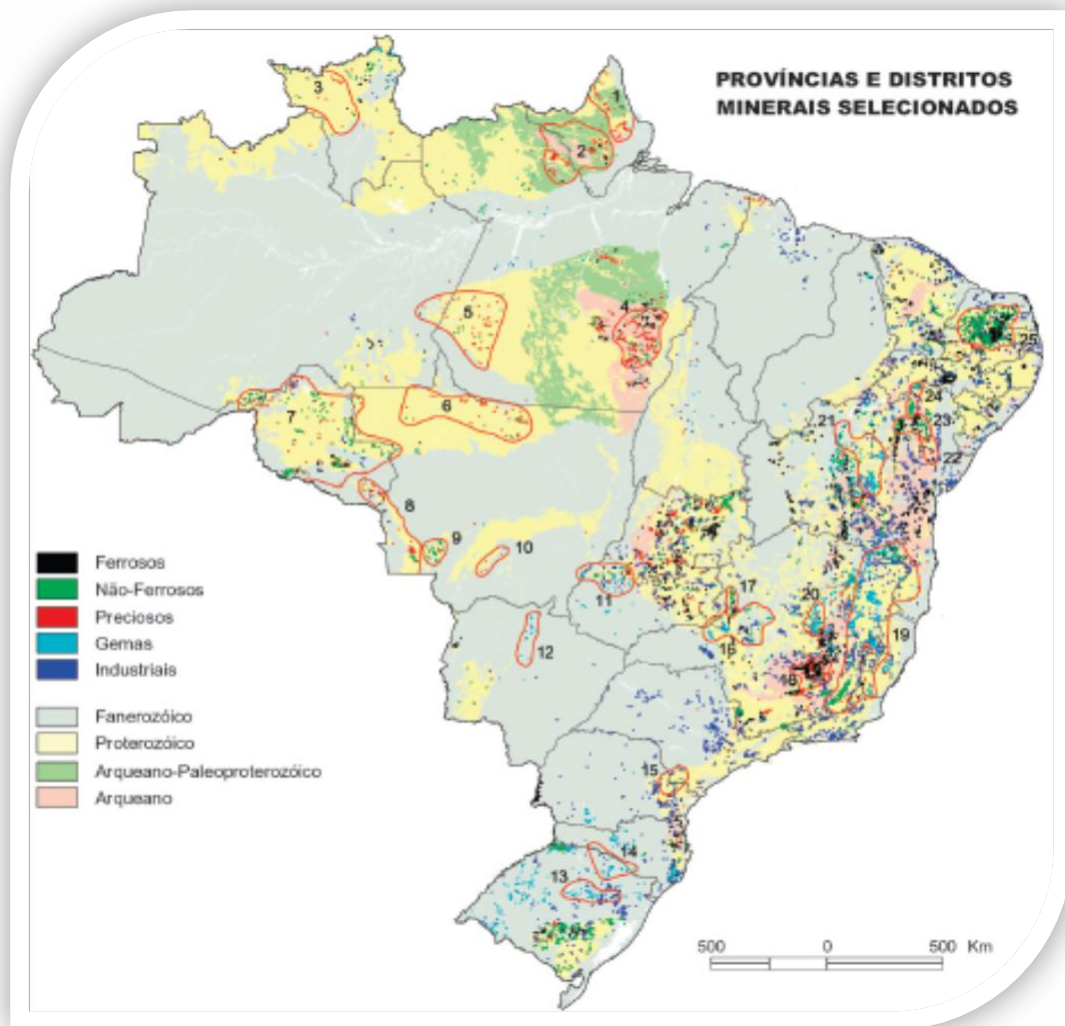 PROVÍNCIAS E DISTRITOS
MINERAIS SELECIONADOS
3
1
2
4
5
25
6
24
7
21
23
22
8
9
10
17
11
20
19
12
16
18
15
14
13
Ferrosos
Não-Ferrosos
Preciosos
Gemas
Industriais
Fanerozóico
Proterozóico
Arqueano-Paleoproterozóico
Arqueano
500 0 500 Km